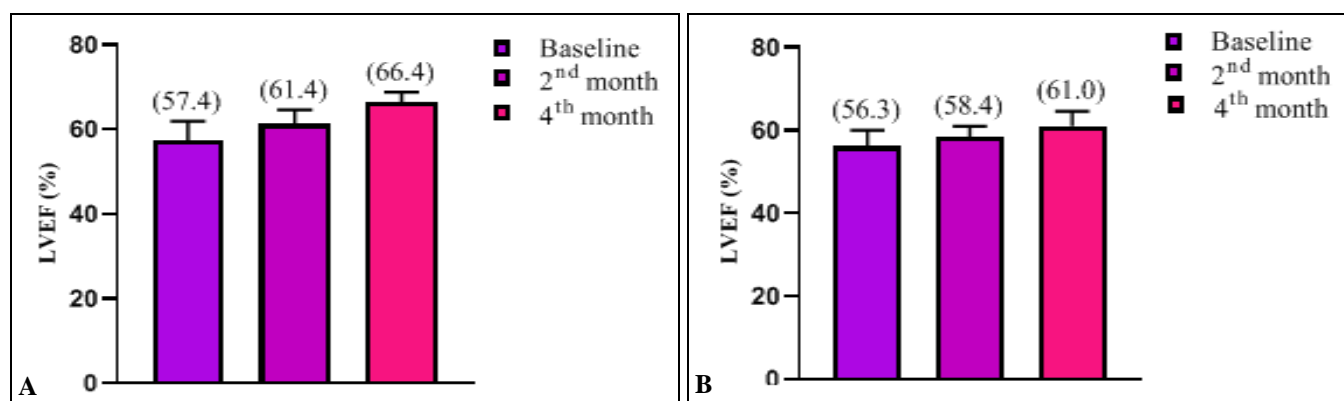 80
60
40
20
0
LVEF (%)
(57.4)
(61.4)
(66.4)
Baseline
2nd month
4th month
A
80
60
40
20
0
LVEF (%)
(56.3)
(58.4)
(61.0)
Baseline
2nd month
4th month
B